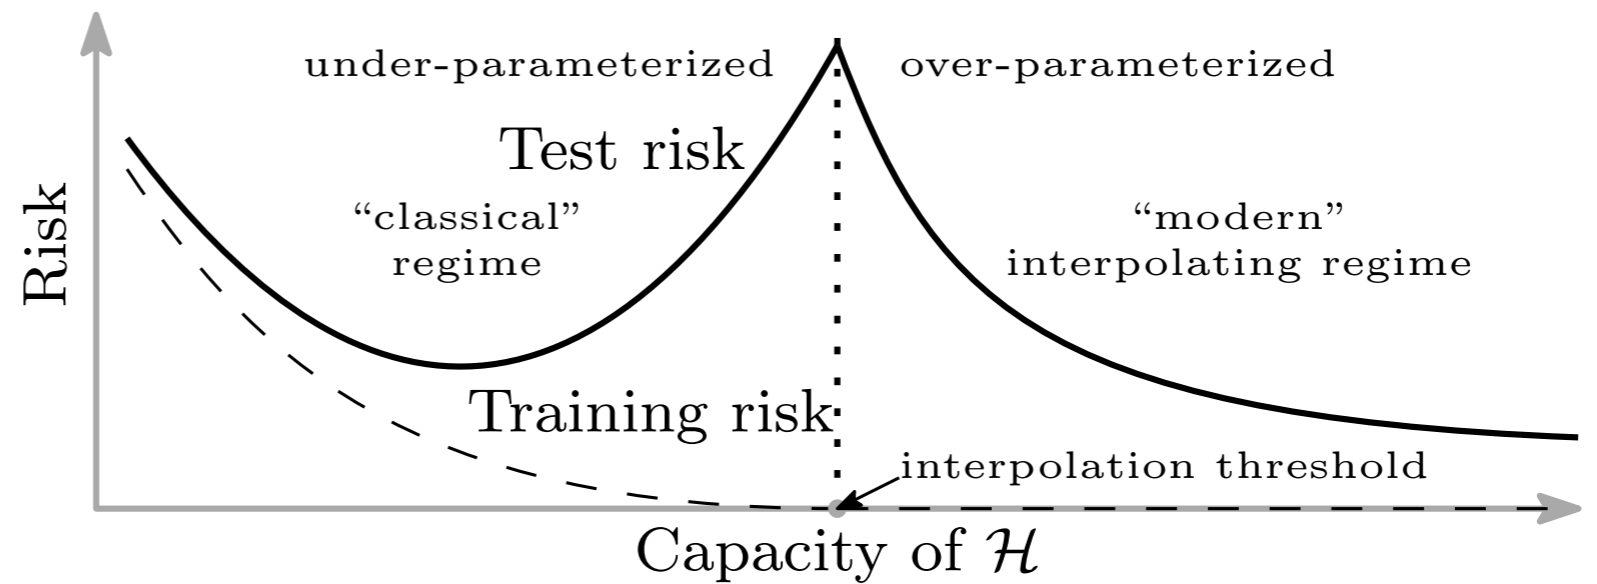 under-parameterized
over-parameterized
Test risk
“classical”
regime
“modern”
interpolating regime
Risk
Training risk
interpolation threshold
Capacity of ℋ